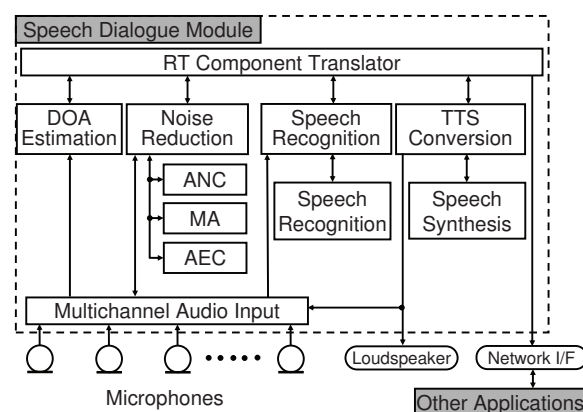 Speech Dialogue Module
RT Component Translator
DOA
Estimation
Noise
Reduction
Speech
Recognition
TTS
Conversion
ANC
MA
AEC
Speech
Recognition
Speech
Synthesis
Multichannel Audio Input
Loudspeaker
Network I/F
Microphones
Other Applications